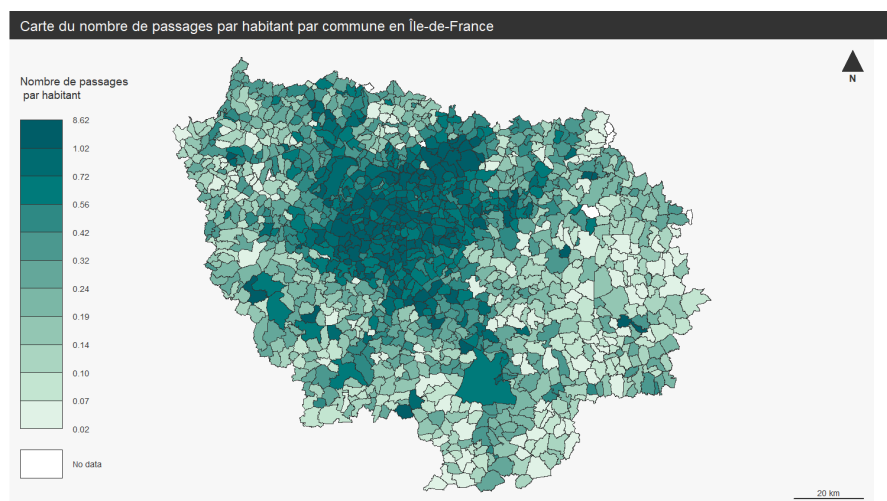 Carte du nombre de passages par habitant par commune en Île-de-France
N
Nombre de passages
par habitant
8.62
1.02
0.72
0.56
0.42
0.32
0.24
0.19
0.14
0.10
0.07
0.02
No data
20 km